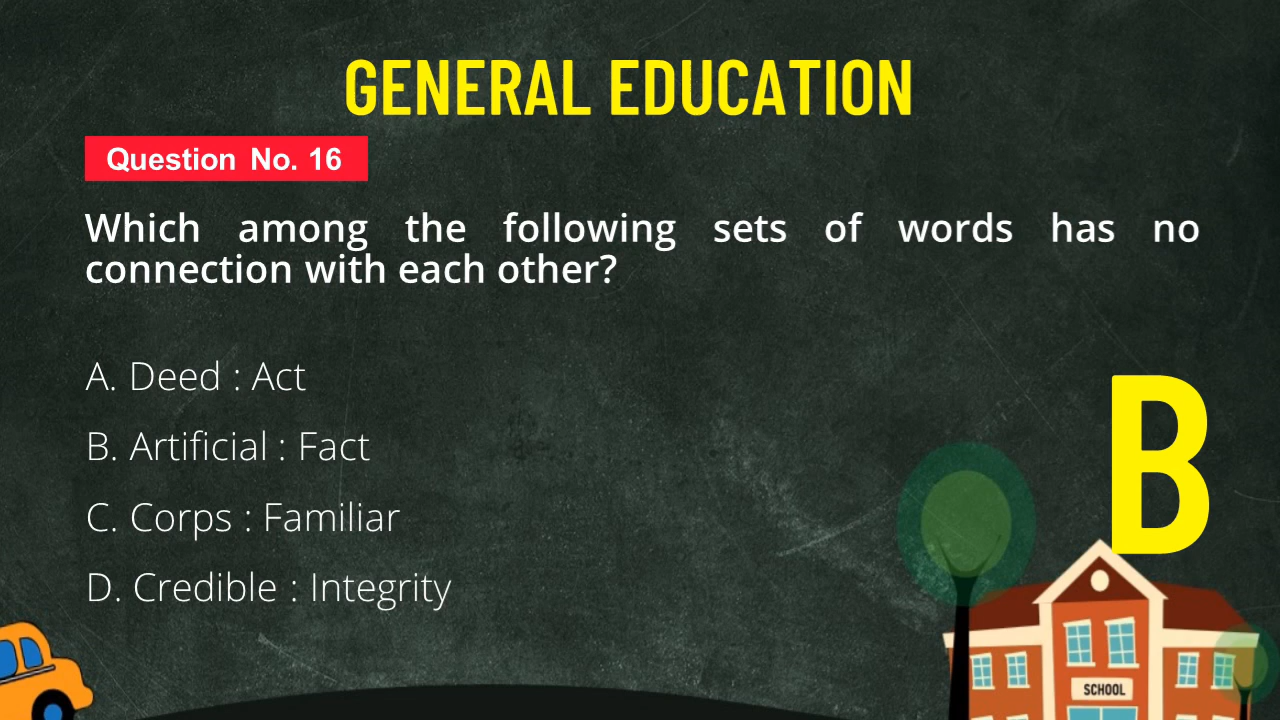 GENERAL EDUCATION
Question No. 16
Which among the following sets of words has no
connection with each other?
A. Deed : Act
B. Artificial : Fact
C. Corps : Familiar
D. Credible : Integrity
B
SCHOOL